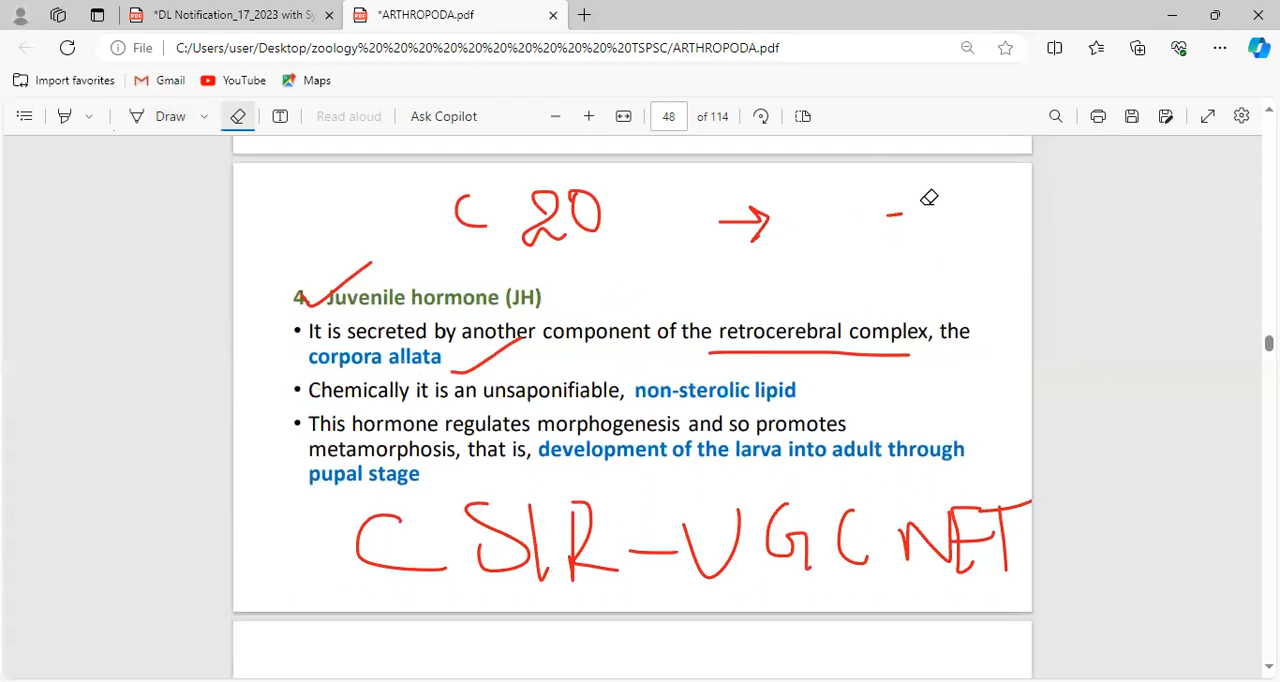 *DL Notification_17_2023 with Sy
*ARTHROPODA.pdf
File C:/Users/user/Desktop/zoology%20%20%20%20%20%20%20%20%20%20TSPSC/ARTHROPODA.pdf
Import favorites Gmail YouTube Maps
Draw Read aloud Ask Copilot 48 of 114
C 20 → -
4. Juvenile hormone (JH)
• It is secreted by another component of the retrocerebral complex, the
corpora allata
• Chemically it is an unsaponifiable, non-sterolic lipid
• This hormone regulates morphogenesis and so promotes
metamorphosis, that is, development of the larva into adult through
pupal stage
CSIR-UGC NET